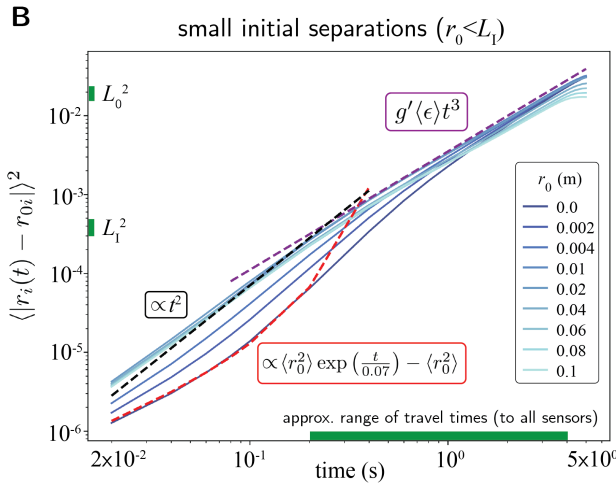 B
small initial separations (r₀<L_I)
10⁻²
10⁻³
10⁻⁴
10⁻⁵
10⁻⁶
⟨|rᵢ(t) − r₀ᵢ|⟩²
L₀²
L_I²
g′⟨ϵ⟩t³
∝t²
∝⟨r₀²⟩ exp(t/0.07) − ⟨r₀²⟩
r₀ (m)
0.0
0.002
0.004
0.01
0.02
0.04
0.06
0.08
0.1
approx. range of travel times (to all sensors)
2x10⁻²
10⁻¹
10⁰
5x10⁰
time (s)